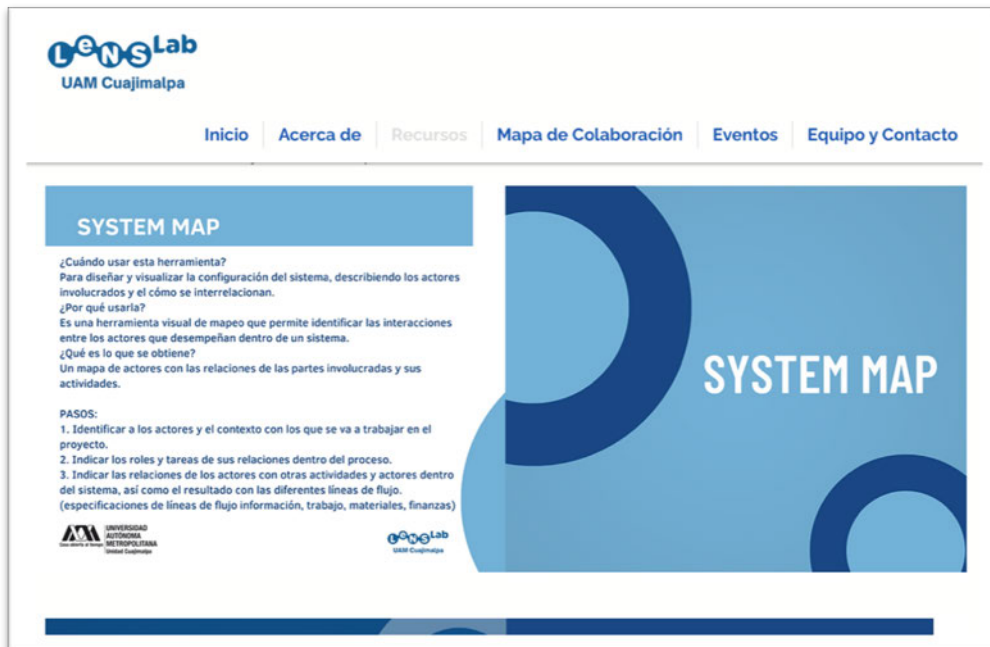 LeNSLab
UAM Cuajimalpa
Inicio
Acerca de
Recursos
Mapa de Colaboración
Eventos
Equipo y Contacto
SYSTEM MAP
¿Cuándo usar esta herramienta?
Para diseñar y visualizar la configuración del sistema, describiendo los actores
involucrados y el cómo se interrelacionan.
¿Por qué usarla?
Es una herramienta visual de mapeo que permite identificar las interacciones
entre los actores que desempeñan dentro de un sistema.
¿Qué es lo que se obtiene?
Un mapa de actores con las relaciones de las partes involucradas y sus
actividades.
PASOS:
1. Identificar a los actores y el contexto con los que se va a trabajar en el
proyecto.
2. Indicar los roles y tareas de sus relaciones dentro del proceso.
3. Indicar las relaciones de los actores con otras actividades y actores dentro
del sistema, así como el resultado con las diferentes líneas de flujo.
(especificaciones de líneas de flujo información, trabajo, materiales, finanzas)
Casa abierta al tiempo
UNIVERSIDAD
AUTÓNOMA
METROPOLITANA
Unidad Cuajimalpa
LeNSLab
UAM Cuajimalpa
SYSTEM MAP